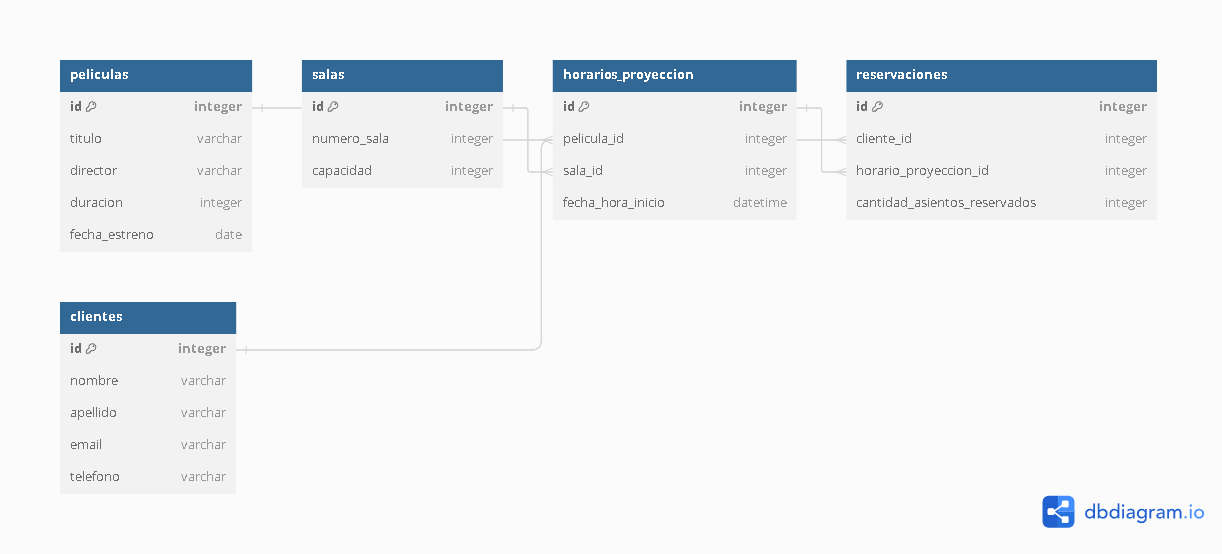 peliculas
id integer
titulo varchar
director varchar
duracion integer
fecha_estreno date
salas
id integer
numero_sala integer
capacidad integer
horarios_proyeccion
id integer
pelicula_id integer
sala_id integer
fecha_hora_inicio datetime
reservaciones
id integer
cliente_id integer
horario_proyeccion_id integer
cantidad_asientos_reservados integer
clientes
id integer
nombre varchar
apellido varchar
email varchar
telefono varchar
dbdiagram.io